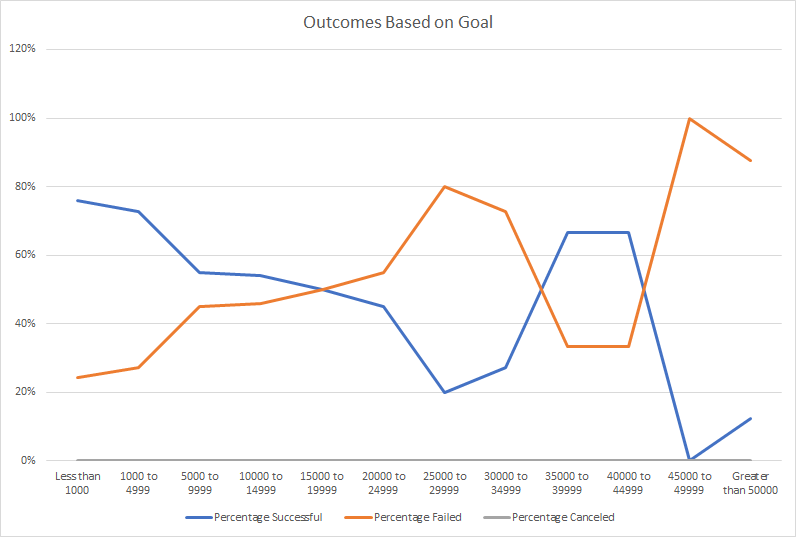 Outcomes Based on Goal
120%
100%
80%
60%
40%
20%
0%
Less than
1000
1000 to
4999
5000 to
9999
10000 to
14999
15000 to
19999
20000 to
24999
25000 to
29999
30000 to
34999
35000 to
39999
40000 to
44999
45000 to
49999
Greater
than 50000
Percentage Successful
Percentage Failed
Percentage Canceled